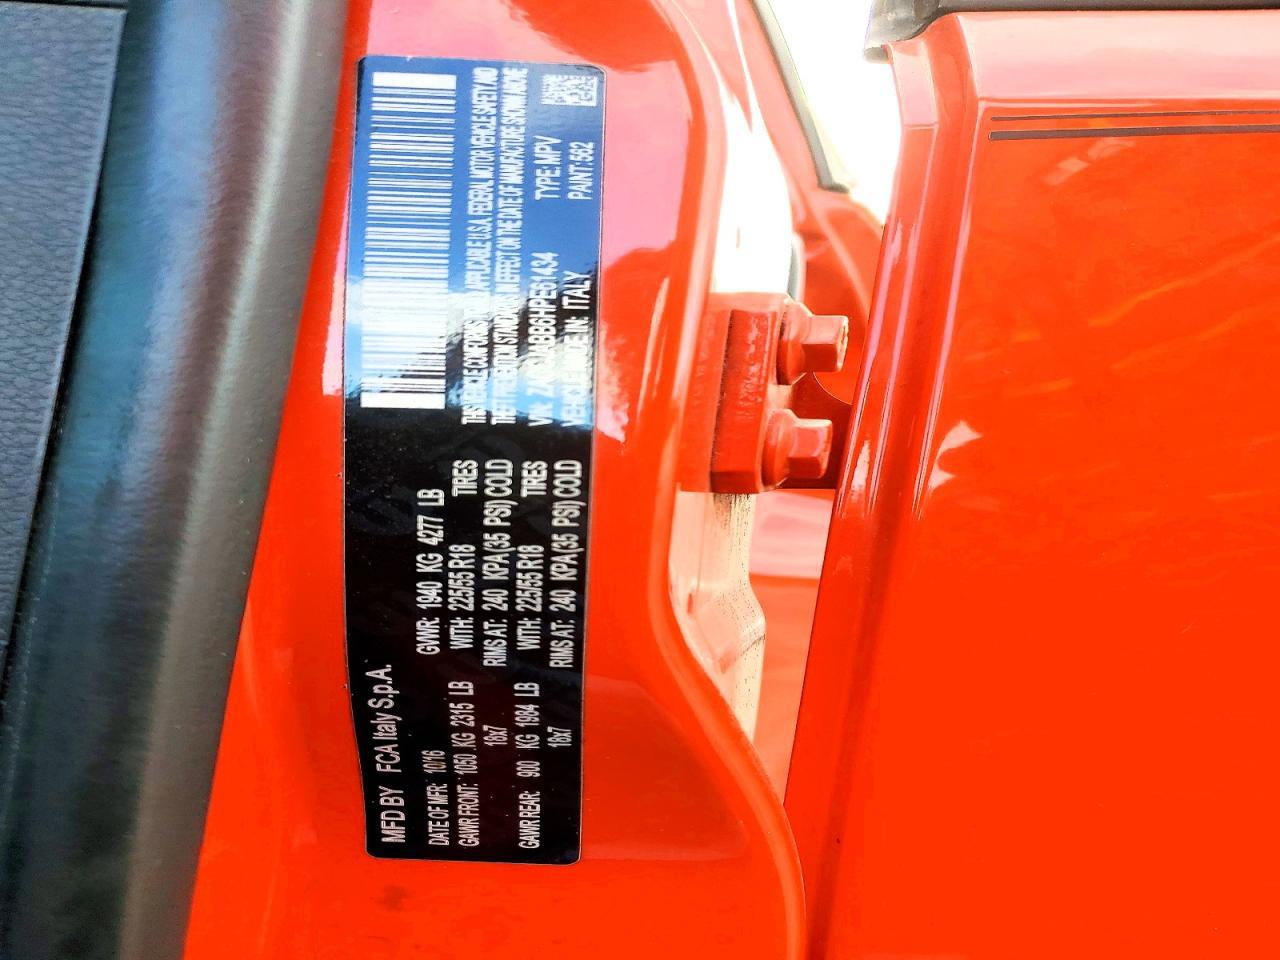 MFD BY FCA Italy S.p.A.
DATE OF MFR: 10/16 GVWR: 1940 KG 4277 LB
GAWR FRONT: 1050 KG 2315 LB WITH: 225/55 R18 TIRES
18x7 RIMS AT: 240 KPA(35 PSI) COLD
GAWR REAR: 900 KG 1984 LB WITH: 225/55 R18 TIRES
18x7 RIMS AT: 240 KPA(35 PSI) COLD
THIS VEHICLE CONFORMS TO ALL APPLICABLE U.S.A. FEDERAL MOTOR VEHICLE SAFETY AND
THEFT PREVENTION STANDARDS IN EFFECT ON THE DATE OF MANUFACTURE SHOWN ABOVE
VIN: TYPE: MPV
VEHICLE MADE IN: ITALY PAINT: 562